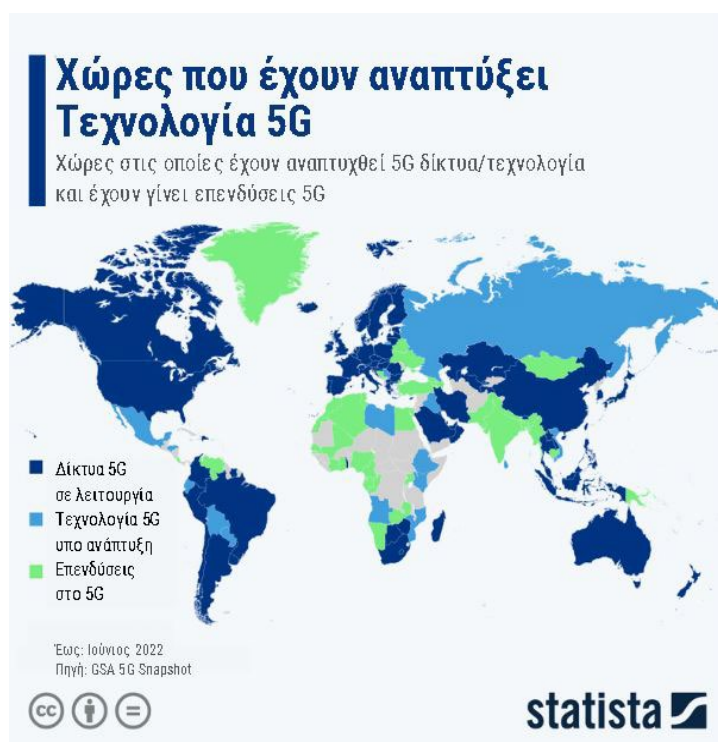 Χώρες που έχουν αναπτύξει
Τεχνολογία 5G
Χώρες στις οποίες έχουν αναπτυχθεί 5G δίκτυα/τεχνολογία
και έχουν γίνει επενδύσεις 5G
Δίκτυα 5G
σε λειτουργία
Τεχνολογία 5G
υπο ανάπτυξη
Επενδύσεις
στο 5G
Έως: Ιούνιος 2022
Πηγή: GSA 5G Snapshot
cc
statista